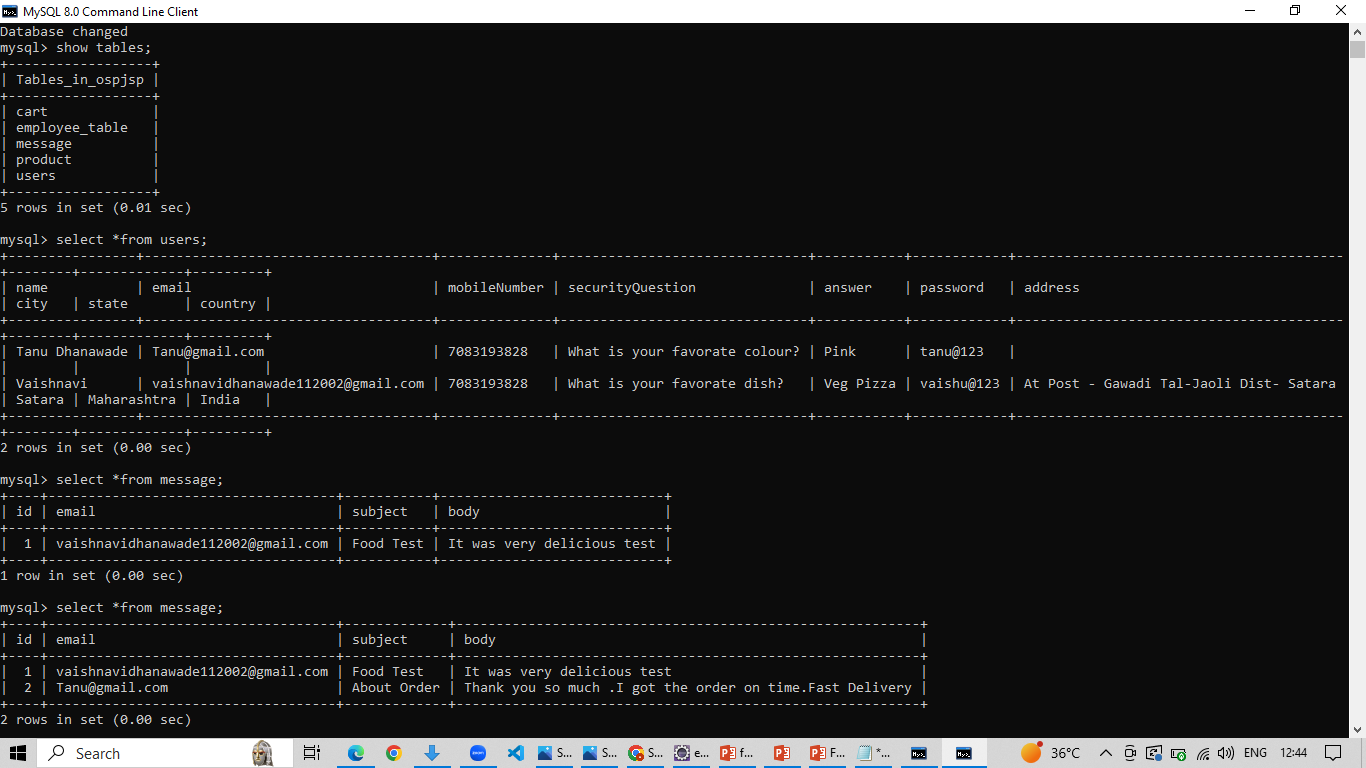 MySQL 8.0 Command Line Client
Database changed
mysql> show tables;
+------------------+
| Tables_in_ospjsp |
+------------------+
| cart             |
| employee_table   |
| message          |
| product          |
| users            |
+------------------+
5 rows in set (0.01 sec)
mysql> select *from users;
+----------------+------------------------------------+--------------+-------------------------------+-----------+------------+-----------------------------------------
+--------+-------------+---------+
| name           | email                              | mobileNumber | securityQuestion              | answer    | password   | address
| city   | state       | country |
+----------------+------------------------------------+--------------+-------------------------------+-----------+------------+-----------------------------------------
+--------+-------------+---------+
| Tanu Dhanawade | Tanu@gmail.com                     | 7083193828   | What is your favorate colour? | Pink      | tanu@123   |
|        |             |         |
| Vaishnavi      | vaishnavidhanawade112002@gmail.com | 7083193828   | What is your favorate dish?   | Veg Pizza | vaishu@123 | At Post - Gawadi Tal-Jaoli Dist- Satara
| Satara | Maharashtra | India   |
+----------------+------------------------------------+--------------+-------------------------------+-----------+------------+-----------------------------------------
+--------+-------------+---------+
2 rows in set (0.00 sec)
mysql> select *from message;
+----+------------------------------------+-----------+---------------------------+
| id | email                              | subject   | body                      |
+----+------------------------------------+-----------+---------------------------+
|  1 | vaishnavidhanawade112002@gmail.com | Food Test | It was very delicious test |
+----+------------------------------------+-----------+---------------------------+
1 row in set (0.00 sec)
mysql> select *from message;
+----+------------------------------------+-------------+----------------------------------------------------------+
| id | email                              | subject     | body                                                     |
+----+------------------------------------+-------------+----------------------------------------------------------+
|  1 | vaishnavidhanawade112002@gmail.com | Food Test   | It was very delicious test                               |
|  2 | Tanu@gmail.com                     | About Order | Thank you so much .I got the order on time.Fast Delivery |
+----+------------------------------------+-------------+----------------------------------------------------------+
2 rows in set (0.00 sec)
Search S... S... S... e... f... F... *... 36°C ENG 12:44